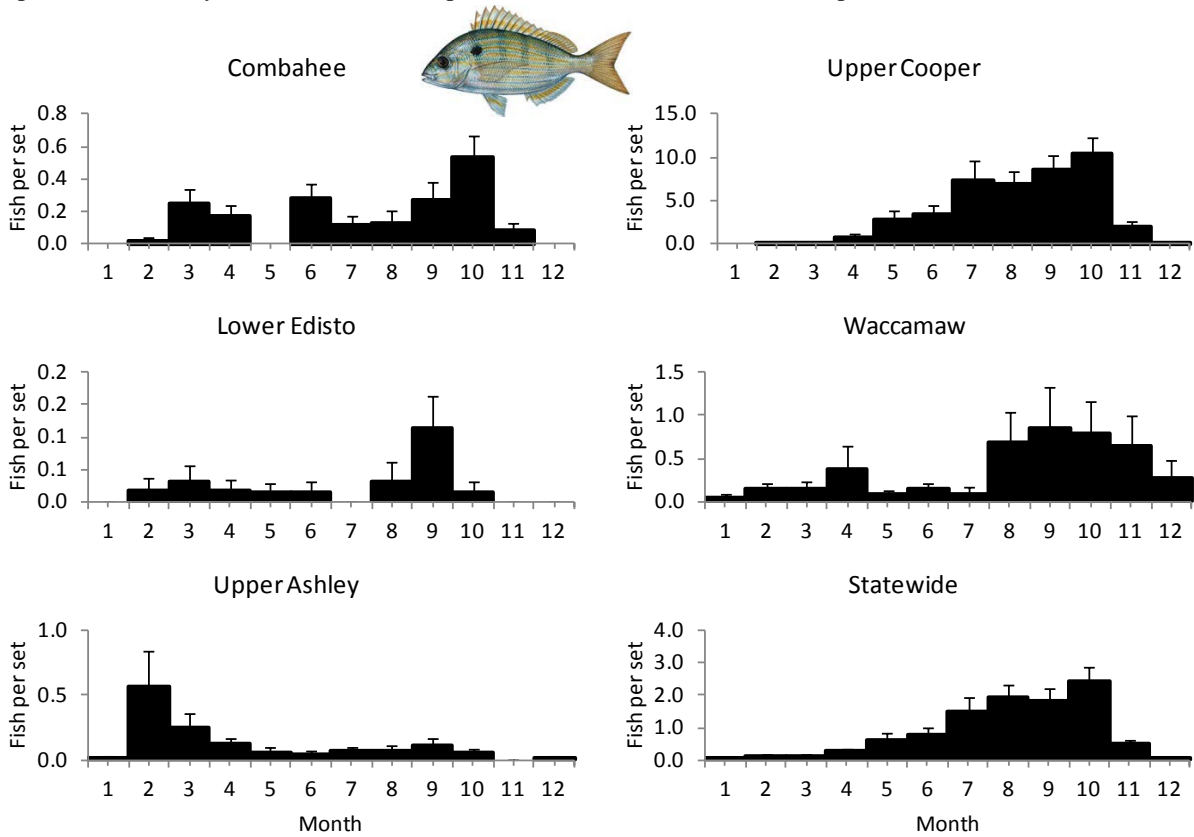 Combahee
Fish per set
0.8
0.6
0.4
0.2
0.0
1 2 3 4 5 6 7 8 9 10 11 12
Upper Cooper
Fish per set
15.0
10.0
5.0
0.0
1 2 3 4 5 6 7 8 9 10 11 12
Lower Edisto
Fish per set
0.2
0.2
0.1
0.1
0.0
1 2 3 4 5 6 7 8 9 10 11 12
Waccamaw
Fish per set
1.5
1.0
0.5
0.0
1 2 3 4 5 6 7 8 9 10 11 12
Upper Ashley
Fish per set
1.0
0.5
0.0
1 2 3 4 5 6 7 8 9 10 11 12
Month
Statewide
Fish per set
4.0
3.0
2.0
1.0
0.0
1 2 3 4 5 6 7 8 9 10 11 12
Month